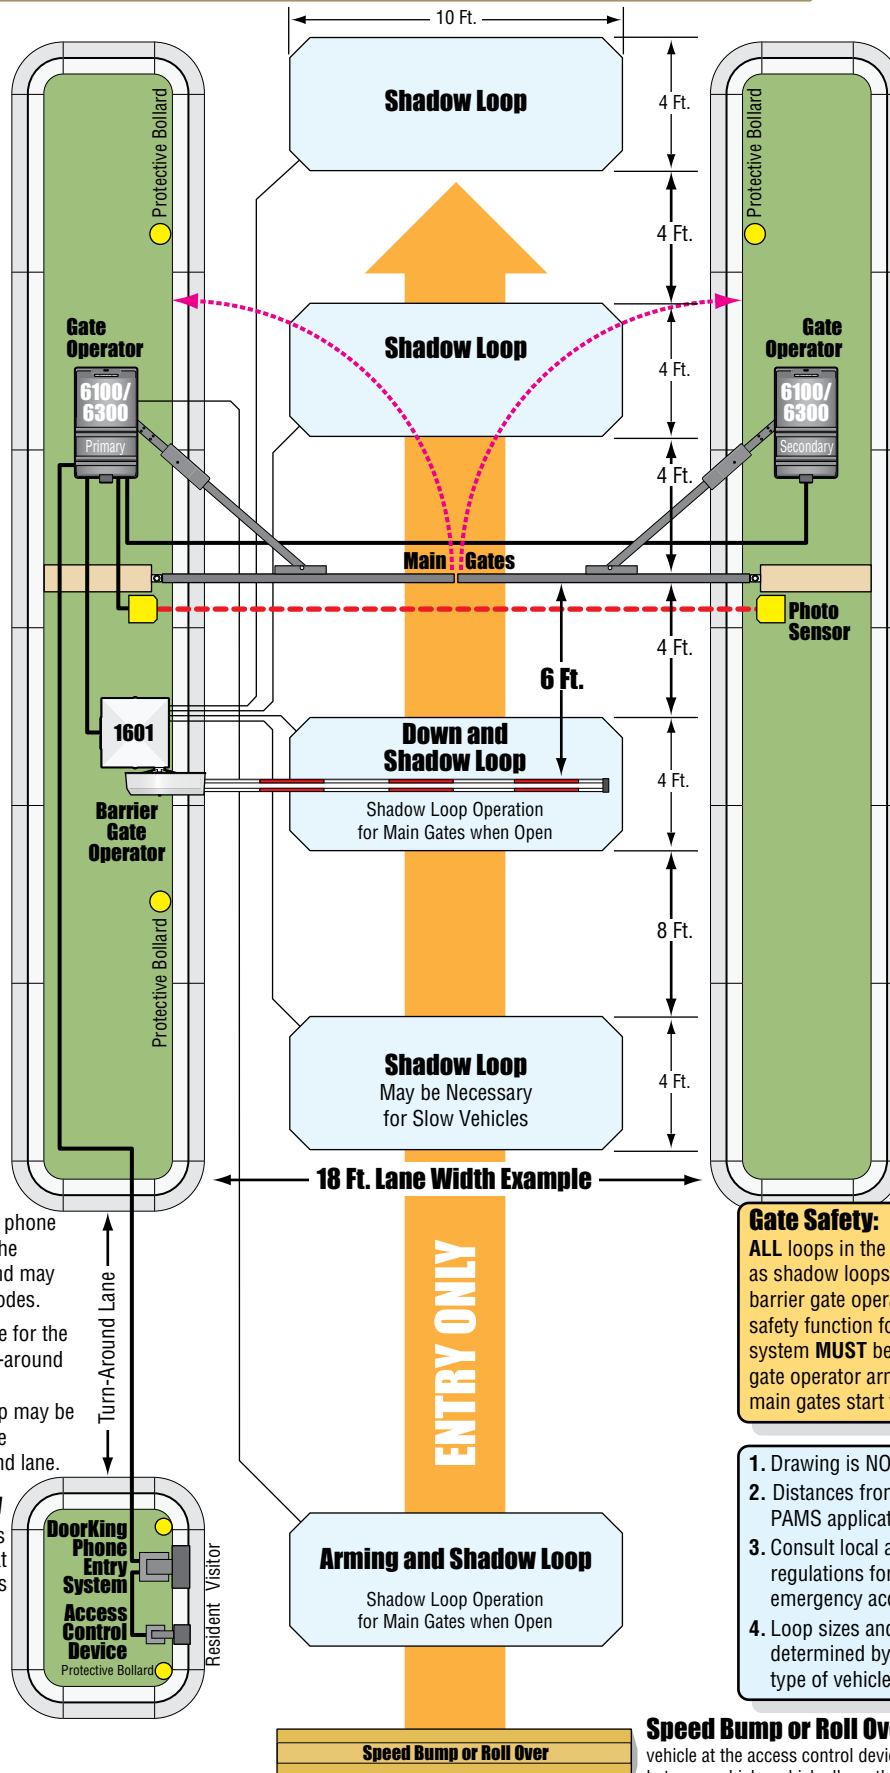 10 Ft.
Shadow Loop
4 Ft.
Protective Bollard
Protective Bollard
4 Ft.
Gate
Operator
6100/
6300
Primary
Shadow Loop
4 Ft.
Gate
Operator
6100/
6300
Secondary
4 Ft.
Main Gates
Photo
Sensor
4 Ft.
6 Ft.
1601
Down and
Shadow Loop
4 Ft.
Shadow Loop Operation
for Main Gates when Open
Barrier
Gate
Operator
8 Ft.
Protective Bollard
Shadow Loop
May be Necessary
for Slow Vehicles
4 Ft.
18 Ft. Lane Width Example
phone
nd may
odes.
e for the
-around
p may be
nd lane.
Turn-Around Lane
ENTRY ONLY
Gate Safety:
ALL loops in the
as shadow loops
barrier gate oper
safety function fo
system MUST be
gate operator arm
main gates start
1. Drawing is NO
2. Distances from
PAMS applicat
3. Consult local a
regulations for
emergency acc
4. Loop sizes and
determined by
type of vehicle
DoorKing
Phone
Entry
System
Access
Control
Device
Protective Bollard
Resident Visitor
Arming and Shadow Loop
Shadow Loop Operation
for Main Gates when Open
Speed Bump or Roll Over
Speed Bump or Roll Ove
vehicle at the access control devic